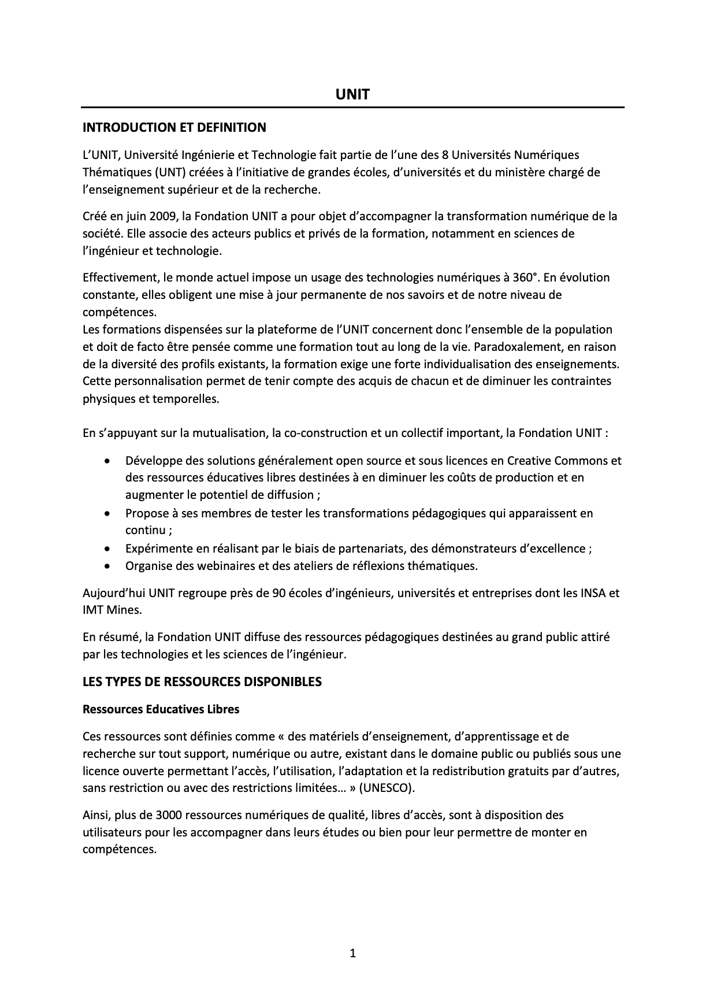 UNIT
INTRODUCTION ET DEFINITION
L’UNIT, Université Ingénierie et Technologie fait partie de l’une des 8 Universités Numériques
Thématiques (UNT) créées à l’initiative de grandes écoles, d’universités et du ministère chargé de
l’enseignement supérieur et de la recherche.
Créé en juin 2009, la Fondation UNIT a pour objet d’accompagner la transformation numérique de la
société. Elle associe des acteurs publics et privés de la formation, notamment en sciences de
l’ingénieur et technologie.
Effectivement, le monde actuel impose un usage des technologies numériques à 360°. En évolution
constante, elles obligent une mise à jour permanente de nos savoirs et de notre niveau de
compétences.
Les formations dispensées sur la plateforme de l’UNIT concernent donc l’ensemble de la population
et doit de facto être pensée comme une formation tout au long de la vie. Paradoxalement, en raison
de la diversité des profils existants, la formation exige une forte individualisation des enseignements.
Cette personnalisation permet de tenir compte des acquis de chacun et de diminuer les contraintes
physiques et temporelles.
En s’appuyant sur la mutualisation, la co-construction et un collectif important, la Fondation UNIT :
• Développe des solutions généralement open source et sous licences en Creative Commons et
des ressources éducatives libres destinées à en diminuer les coûts de production et en
augmenter le potentiel de diffusion ;
• Propose à ses membres de tester les transformations pédagogiques qui apparaissent en
continu ;
• Expérimente en réalisant par le biais de partenariats, des démonstrateurs d’excellence ;
• Organise des webinaires et des ateliers de réflexions thématiques.
Aujourd’hui UNIT regroupe près de 90 écoles d’ingénieurs, universités et entreprises dont les INSA et
IMT Mines.
En résumé, la Fondation UNIT diffuse des ressources pédagogiques destinées au grand public attiré
par les technologies et les sciences de l’ingénieur.
LES TYPES DE RESSOURCES DISPONIBLES
Ressources Educatives Libres
Ces ressources sont définies comme « des matériels d’enseignement, d’apprentissage et de
recherche sur tout support, numérique ou autre, existant dans le domaine public ou publiés sous une
licence ouverte permettant l’accès, l’utilisation, l’adaptation et la redistribution gratuits par d’autres,
sans restriction ou avec des restrictions limitées… » (UNESCO).
Ainsi, plus de 3000 ressources numériques de qualité, libres d’accès, sont à disposition des
utilisateurs pour les accompagner dans leurs études ou bien pour leur permettre de monter en
compétences.
1